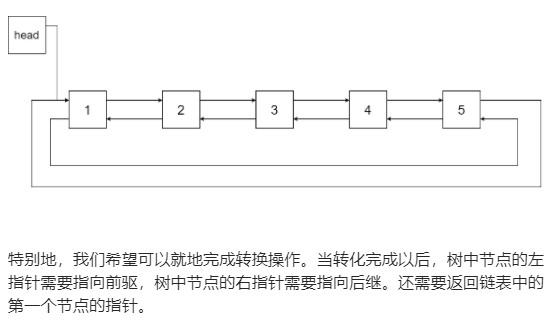 head
1
2
3
4
5
特别地，我们希望可以就地完成转换操作。当转化完成以后，树中节点的左
指针需要指向前驱，树中节点的右指针需要指向后继。还需要返回链表中的
第一个节点的指针。